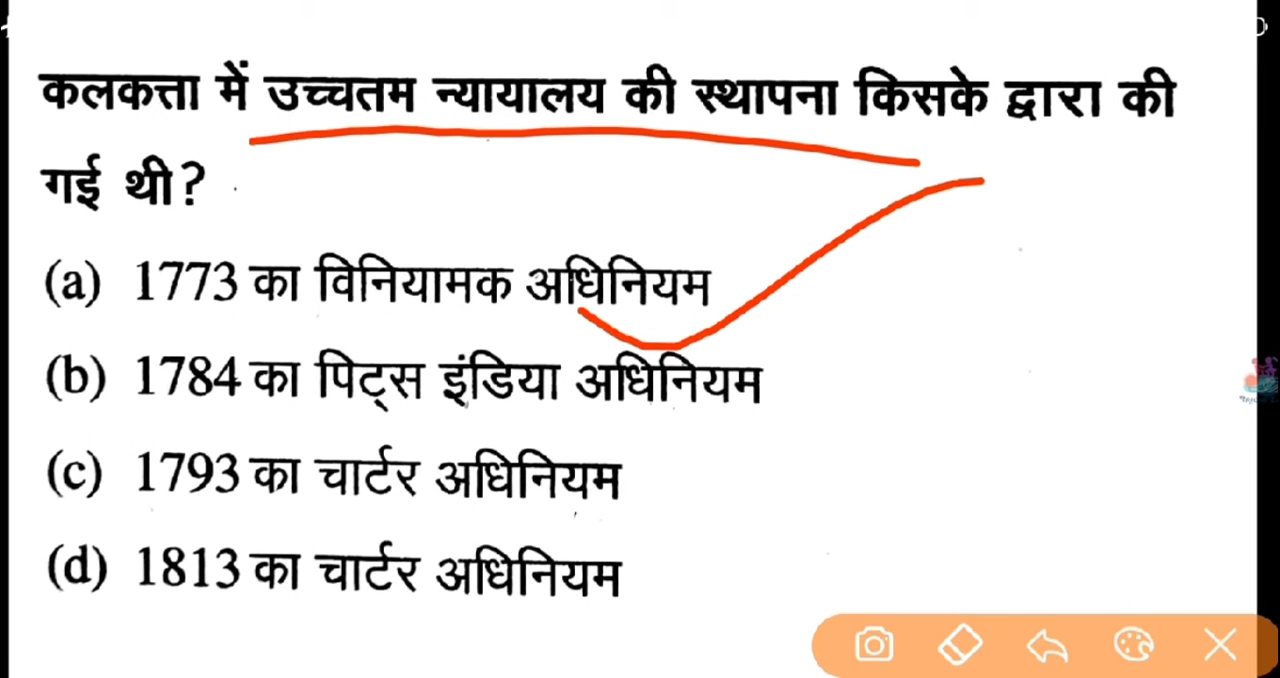 कलकत्ता में उच्चतम न्यायालय की स्थापना किसके द्वारा की
गई थी?
(a) 1773 का विनियामक अधिनियम
(b) 1784 का पिट्स इंडिया अधिनियम
(c) 1793 का चार्टर अधिनियम
(d) 1813 का चार्टर अधिनियम